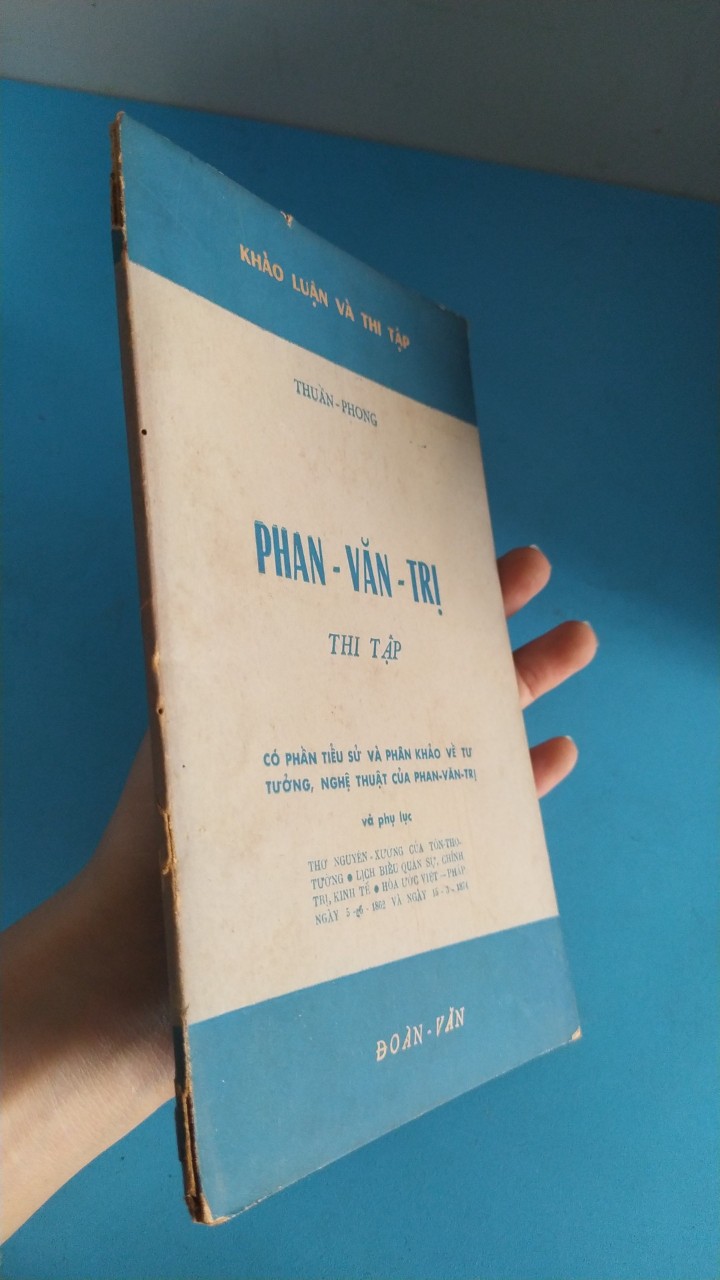 KHẢO LUẬN VÀ THI TẬP
THUẦN-PHONG
PHAN-VĂN-TRỊ
THI TẬP
CÓ PHẦN TIỂU SỬ VÀ PHÂN KHẢO VỀ TƯ
TƯỞNG, NGHỆ THUẬT CỦA PHAN-VĂN-TRỊ
và phụ lục
THƠ NGUYÊN-XƯỚNG CỦA TÔN-THỌ-
TƯỜNG ● LỊCH BIỂU QUÂN SỰ, CHÍNH
TRỊ, KINH TẾ ● HÒA ƯỚC VIỆT-PHÁP
NGÀY 5 - 6 - 1862 VÀ NGÀY 15 - 3 - 1874
ĐOÀN-VĂN